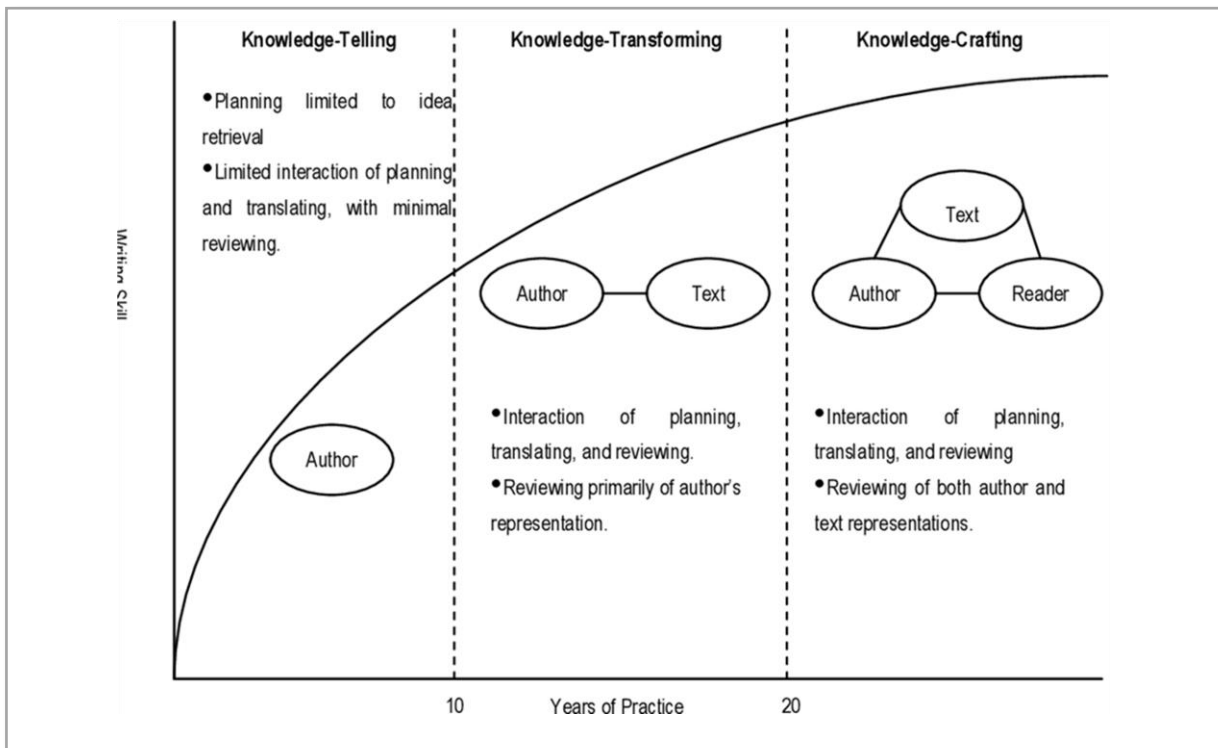 Knowledge-Telling
•Planning limited to idea
retrieval
•Limited interaction of planning
and translating, with minimal
reviewing.
Author
Knowledge-Transforming
Author
Text
•Interaction of planning,
translating, and reviewing.
•Reviewing primarily of author's
representation.
Knowledge-Crafting
Text
Author
Reader
•Interaction of planning,
translating, and reviewing
•Reviewing of both author and
text representations.
Writing Skill
10
Years of Practice
20